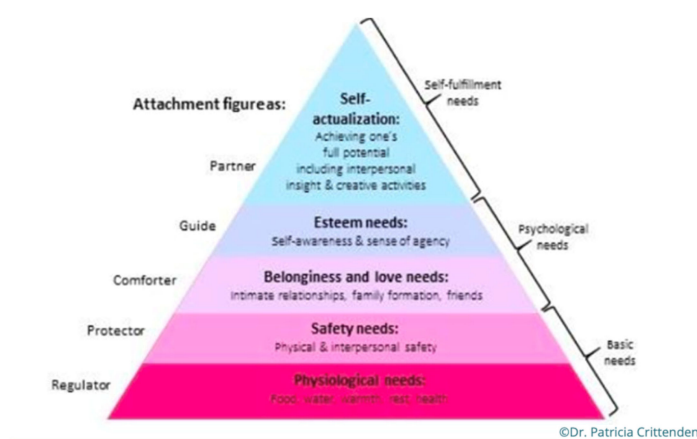 Attachment figure as:
Partner
Guide
Comforter
Protector
Regulator
Self-
actualization:
Achieving one's
full potential
including interpersonal
insight & creative activities
Esteem needs:
Self-awareness & sense of agency
Belonginess and love needs:
Intimate relationships, family formation, friends
Safety needs:
Physical & interpersonal safety
Physiological needs:
Food, water, warmth, rest, health
Self-fulfillment
needs
Psychological
needs
Basic
needs
©Dr. Patricia Crittenden